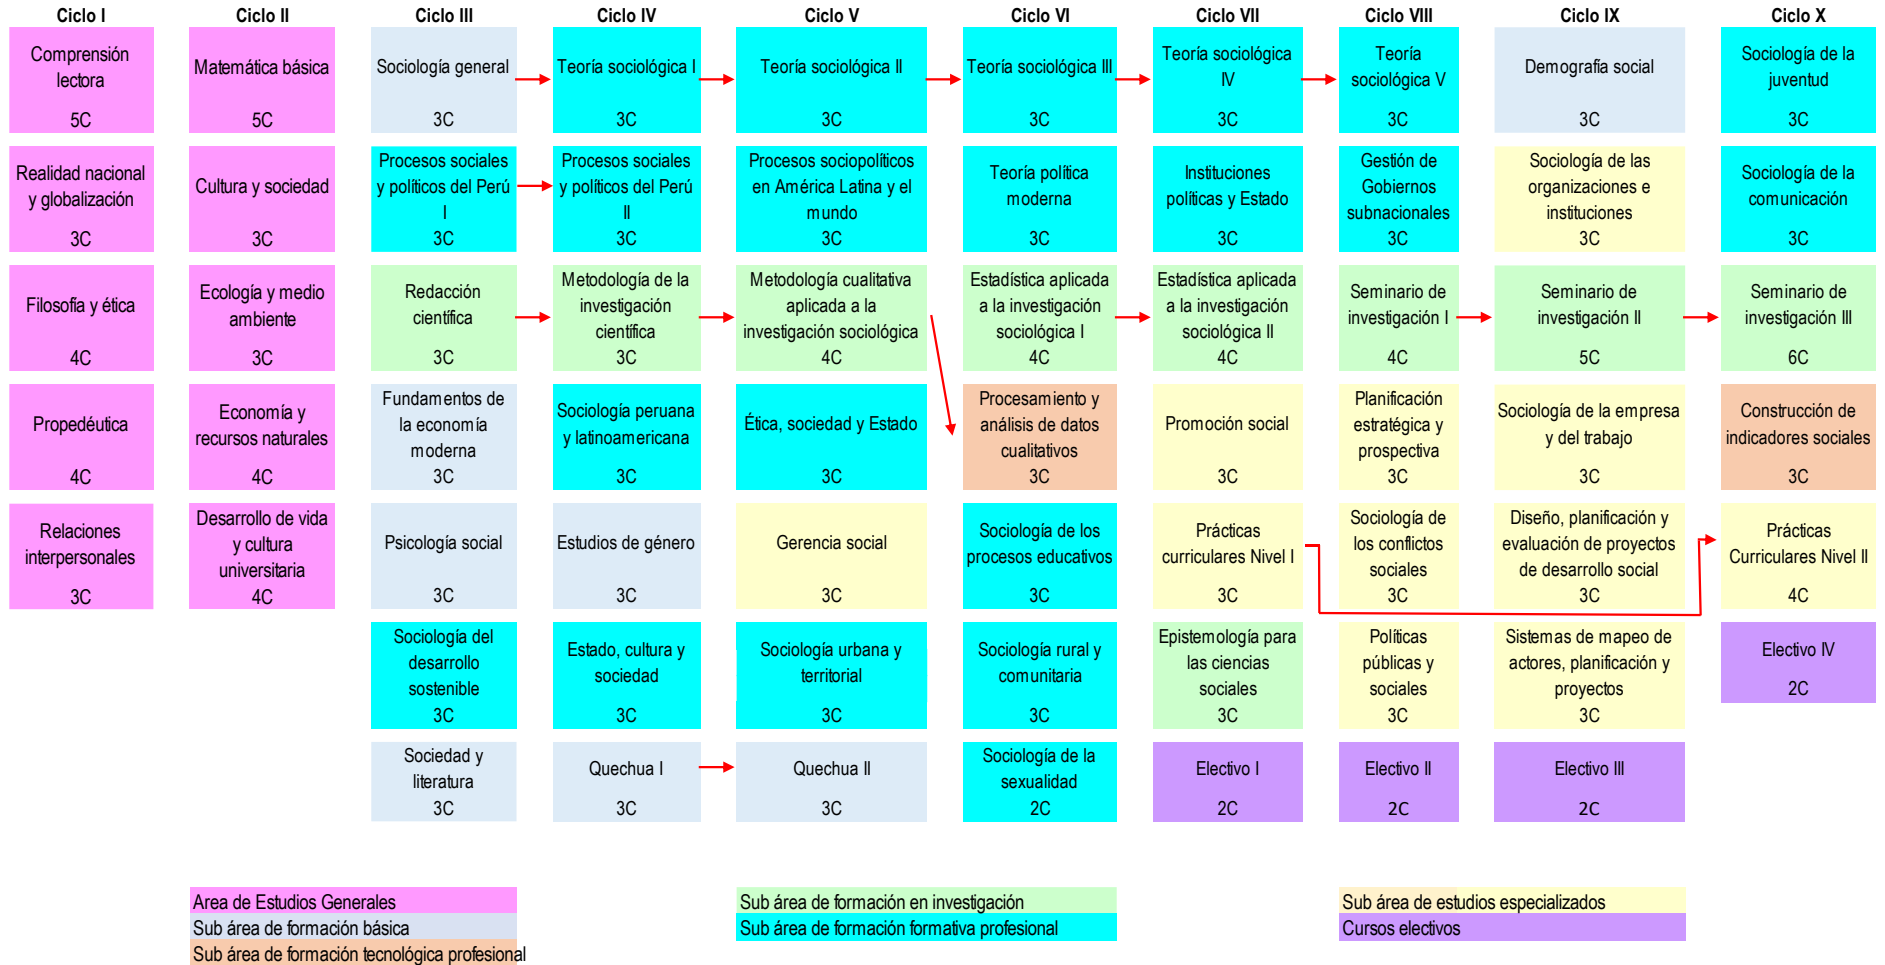 Ciclo I
Ciclo II
Ciclo III
Ciclo IV
Ciclo V
Ciclo VI
Ciclo VII
Ciclo VIII
Ciclo IX
Ciclo X
Comprensión
lectora
5C
Matemática básica
5C
Sociología general
3C
Teoría sociológica I
3C
Teoría sociológica II
3C
Teoría sociológica III
3C
Teoría sociológica
IV
3C
Teoría
sociológica V
3C
Demografía social
3C
Sociología de la
juventud
3C
Realidad nacional
y globalización
3C
Cultura y sociedad
3C
Procesos sociales
y políticos del Perú
I
3C
Procesos sociales
y políticos del Perú
II
3C
Procesos sociopolíticos
en América Latina y el
mundo
3C
Teoría política
moderna
3C
Instituciones
políticas y Estado
3C
Gestión de
Gobiernos
subnacionales
3C
Sociología de las
organizaciones e
instituciones
3C
Sociología de la
comunicación
3C
Filosofía y ética
4C
Ecología y medio
ambiente
3C
Redacción
científica
3C
Metodología de la
investigación
científica
3C
Metodología cualitativa
aplicada a la
investigación sociológica
4C
Estadística aplicada
a la investigación
sociológica I
4C
Estadística aplicada
a la investigación
sociológica II
4C
Seminario de
investigación I
4C
Seminario de
investigación II
5C
Seminario de
investigación III
6C
Propedéutica
4C
Economía y
recursos naturales
4C
Fundamentos de
la economía
moderna
3C
Sociología peruana
y latinoamericana
3C
Ética, sociedad y Estado
3C
Procesamiento y
análisis de datos
cualitativos
3C
Promoción social
3C
Planificación
estratégica y
prospectiva
3C
Sociología de la empresa
y del trabajo
3C
Construcción de
indicadores sociales
3C
Relaciones
interpersonales
3C
Desarrollo de vida
y cultura
universitaria
4C
Psicología social
3C
Estudios de género
3C
Gerencia social
3C
Sociología de los
procesos educativos
3C
Prácticas
curriculares Nivel I
3C
Sociología de
los conflictos
sociales
3C
Diseño, planificación y
evaluación de proyectos
de desarrollo social
3C
Prácticas
Curriculares Nivel II
4C
Sociología del
desarrollo
sostenible
3C
Estado, cultura y
sociedad
3C
Sociología urbana y
territorial
3C
Sociología rural y
comunitaria
3C
Epistemología para
las ciencias
sociales
3C
Políticas
públicas y
sociales
3C
Sistemas de mapeo de
actores, planificación y
proyectos
3C
Electivo IV
2C
Sociedad y
literatura
3C
Quechua I
3C
Quechua II
3C
Sociología de la
sexualidad
2C
Electivo I
2C
Electivo II
2C
Electivo III
2C
Area de Estudios Generales
Sub área de formación básica
Sub área de formación tecnológica profesional
Sub área de formación en investigación
Sub área de formación formativa profesional
Sub área de estudios especializados
Cursos electivos